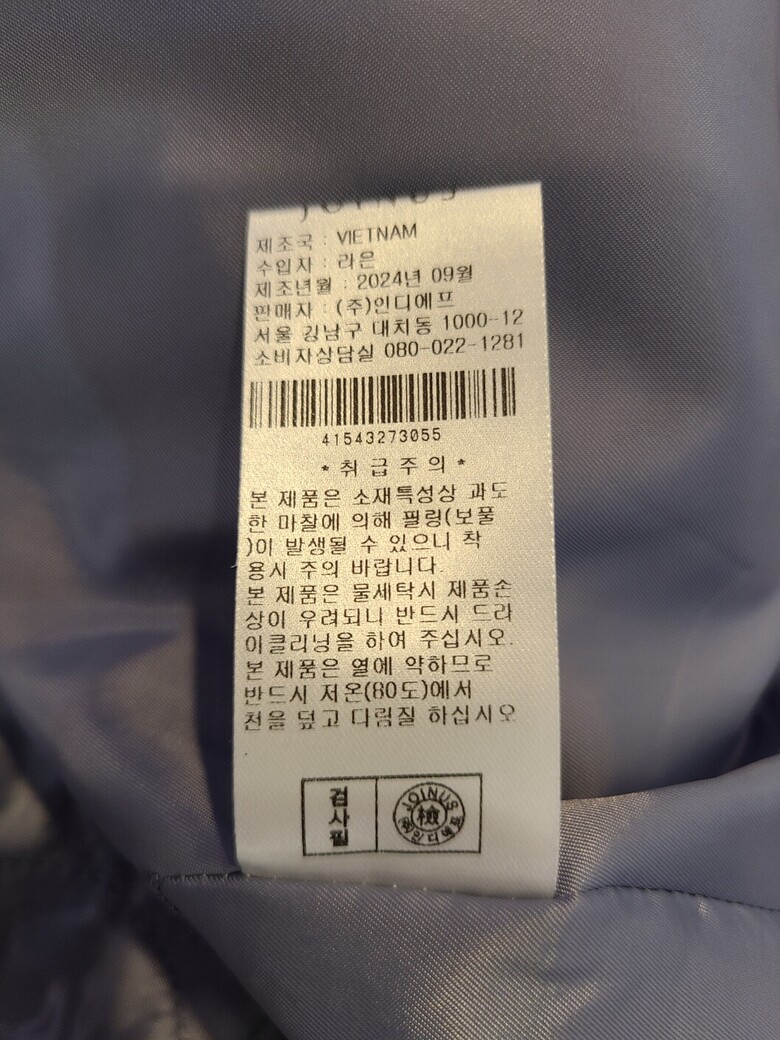 JOINUS
제조국 : VIETNAM
수입자 : 라은
제조년월 : 2024년 09월
판매자 : (주)인디에프
서울 강남구 대치동 1000-12
소비자상담실 080-022-1281
41543273055
* 취 급 주 의 *
본 제품은 소재특성상 과도
한 마찰에 의해 필링(보풀
)이 발생될 수 있으니 착
용시 주의 바랍니다.
본 제품은 물세탁시 제품손
상이 우려되니 반드시 드라
이클리닝을 하여 주십시오.
본 제품은 열에 약하므로
반드시 저온(80도)에서
천을 덮고 다림질 하십시오
검사필
JOINUS
檢
(주)인디에프